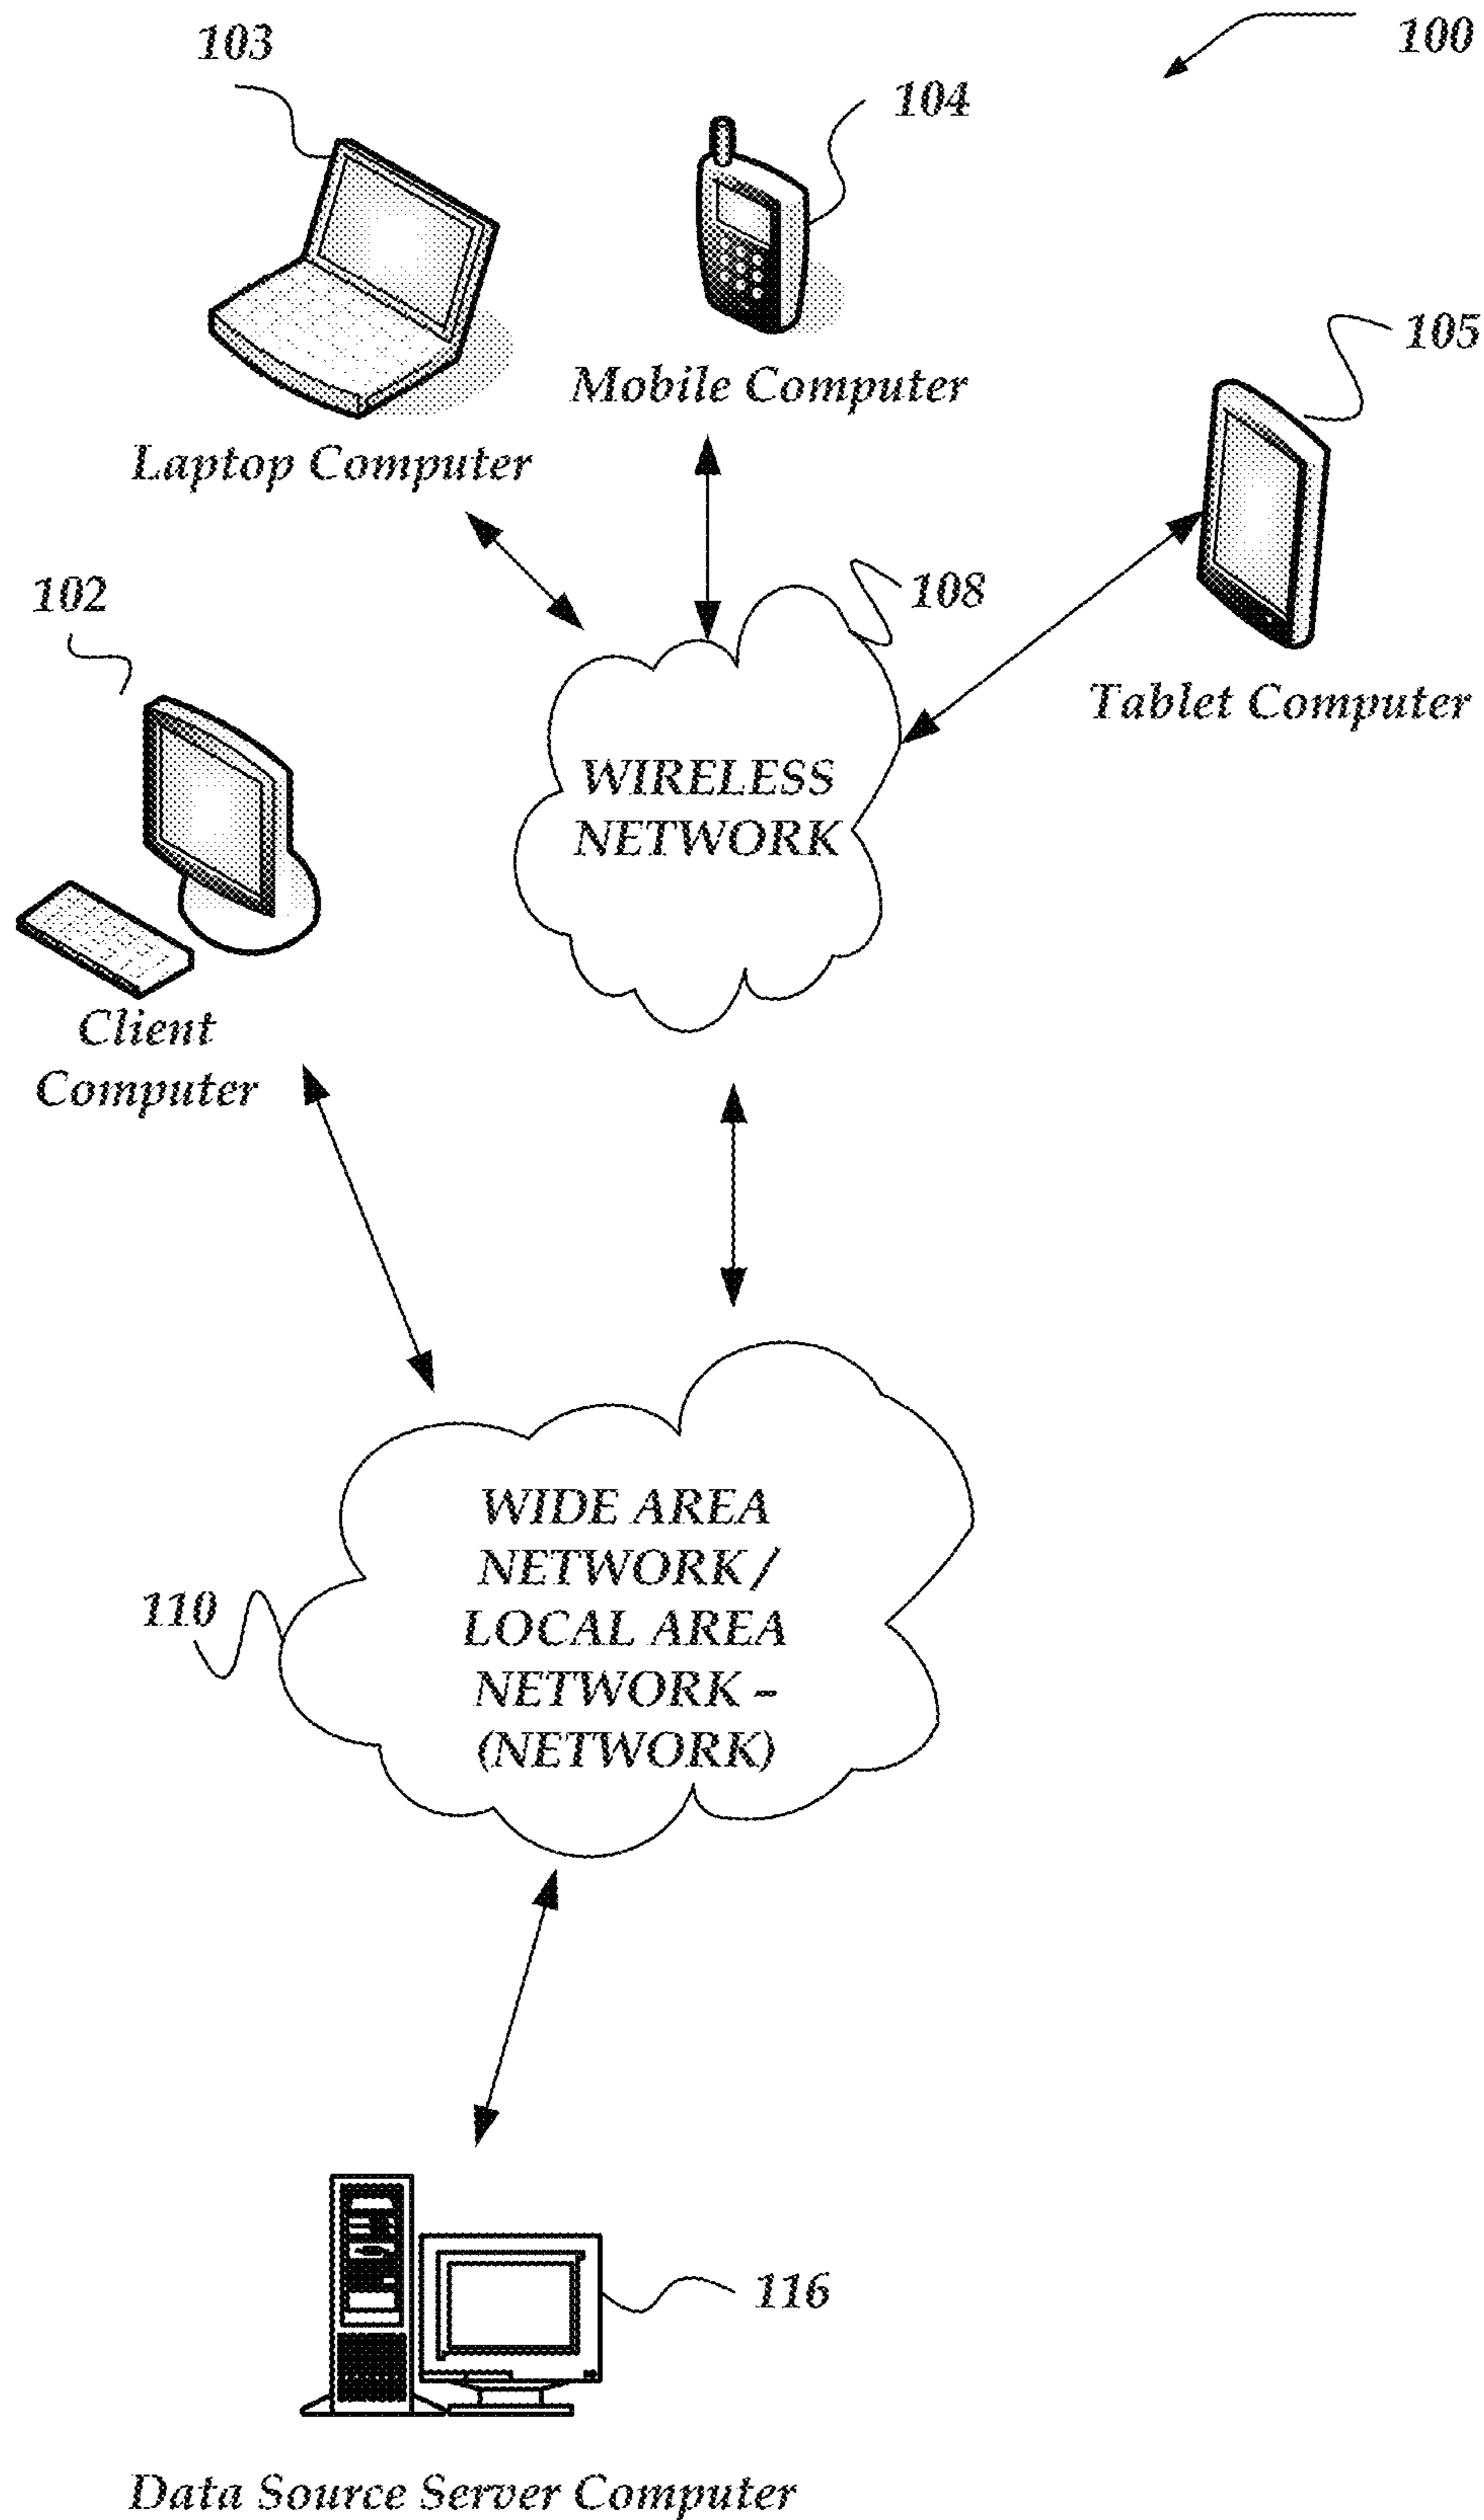 103
100
104
Mobile Computer
105
Laptop Computer
102
108
Tablet Computer
WIRELESS
NETWORK
Client
Computer
WIDE AREA
NETWORK /
LOCAL AREA
NETWORK –
(NETWORK)
110
116
Data Source Server Computer